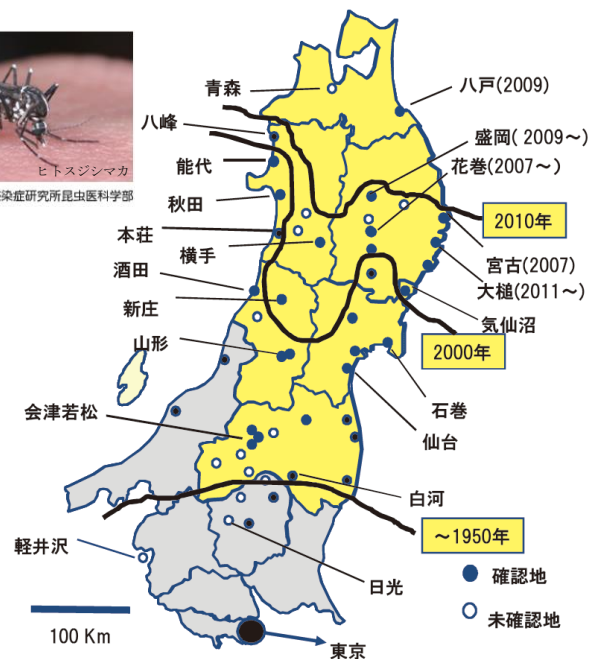 ヒトスジシマカ
染症研究所昆虫医科学部
青森
八戸(2009)
八峰
盛岡( 2009～)
能代
花巻(2007～)
秋田
2010年
本荘
横手
宮古(2007)
酒田
大槌(2011～)
新庄
気仙沼
山形
2000年
会津若松
石巻
仙台
白河
～1950年
軽井沢
確認地
日光
未確認地
100 Km
東京